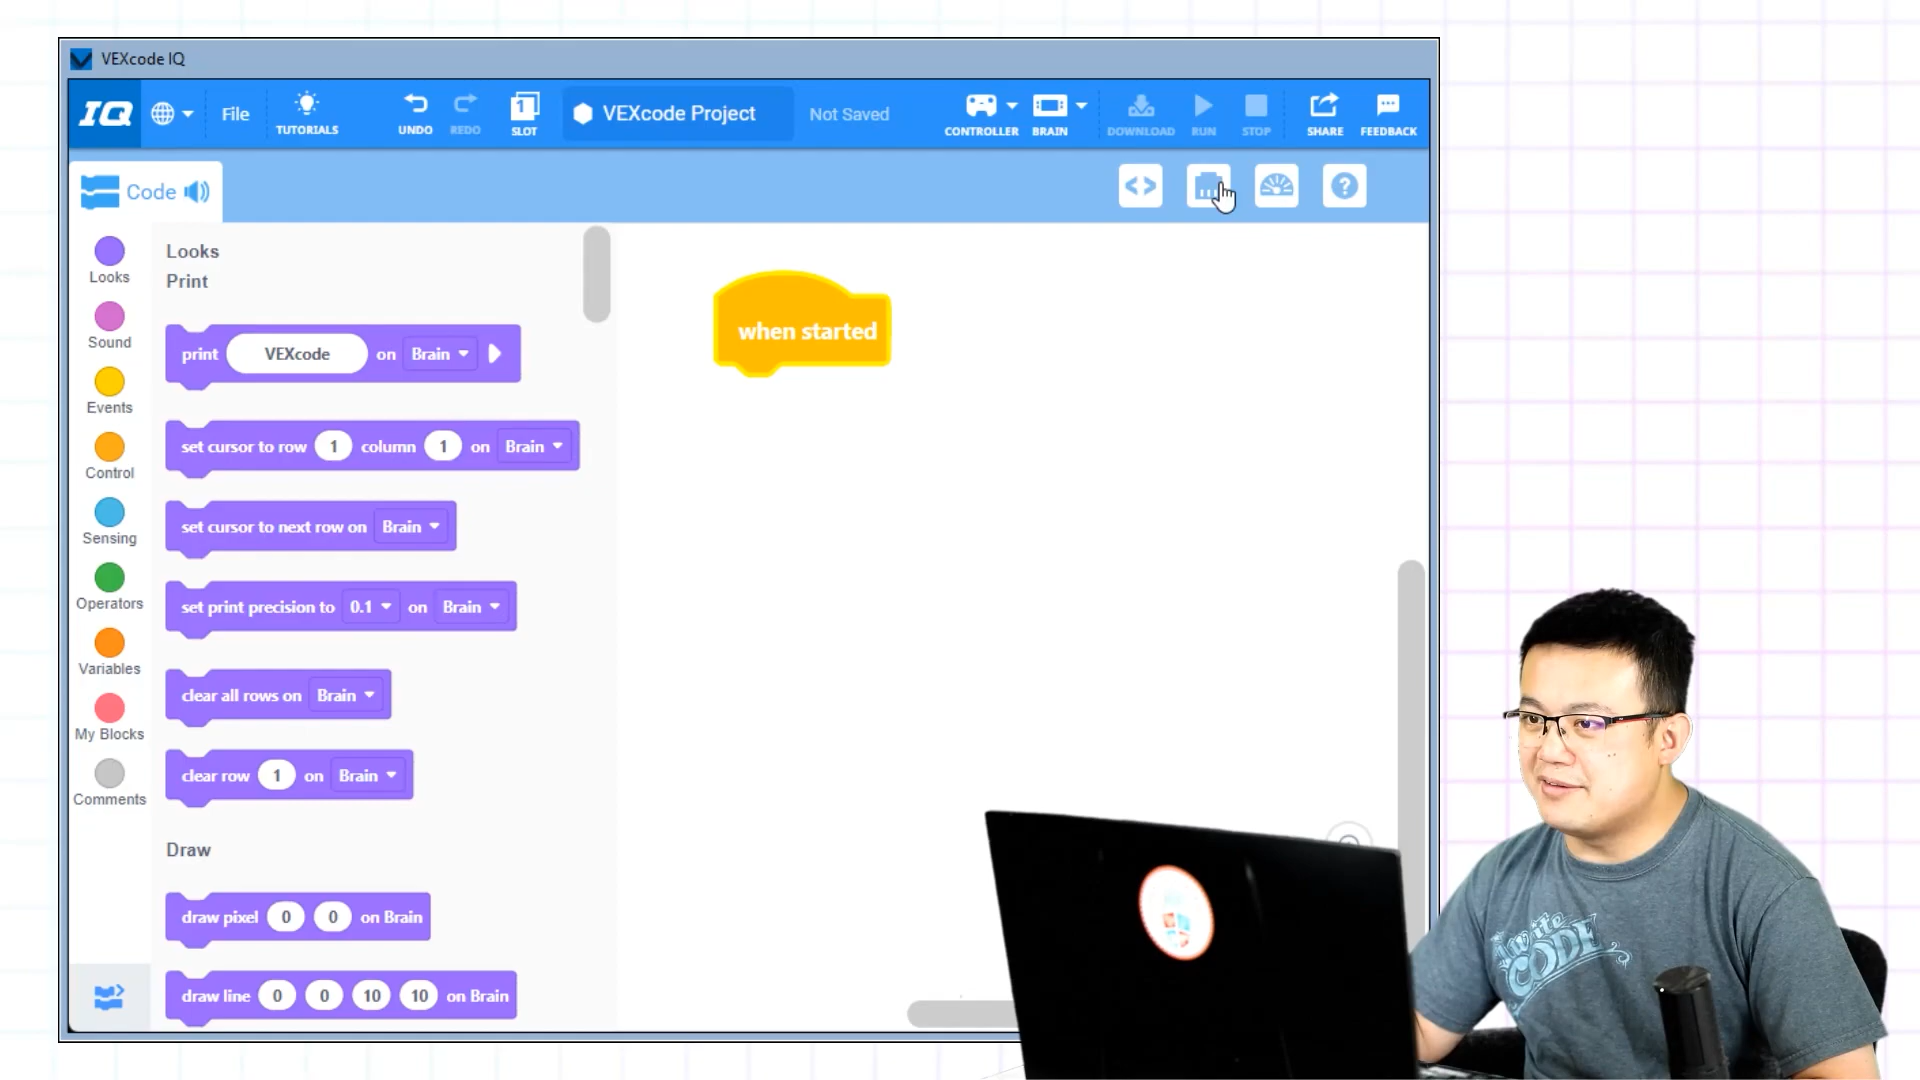 VEXcode IQ
IQ
File
TUTORIALS
UNDO
REDO
1
SLOT
VEXcode Project
Not Saved
CONTROLLER
BRAIN
DOWNLOAD
RUN
STOP
SHARE
FEEDBACK
Code
<>
?
Looks
Sound
Events
Control
Sensing
Operators
Variables
My Blocks
Comments
Looks
Print
print VEXcode on Brain
set cursor to row 1 column 1 on Brain
set cursor to next row on Brain
set print precision to 0.1 on Brain
clear all rows on Brain
clear row 1 on Brain
Draw
draw pixel 0 0 on Brain
draw line 0 0 10 10 on Brain
when started
I write
CODE